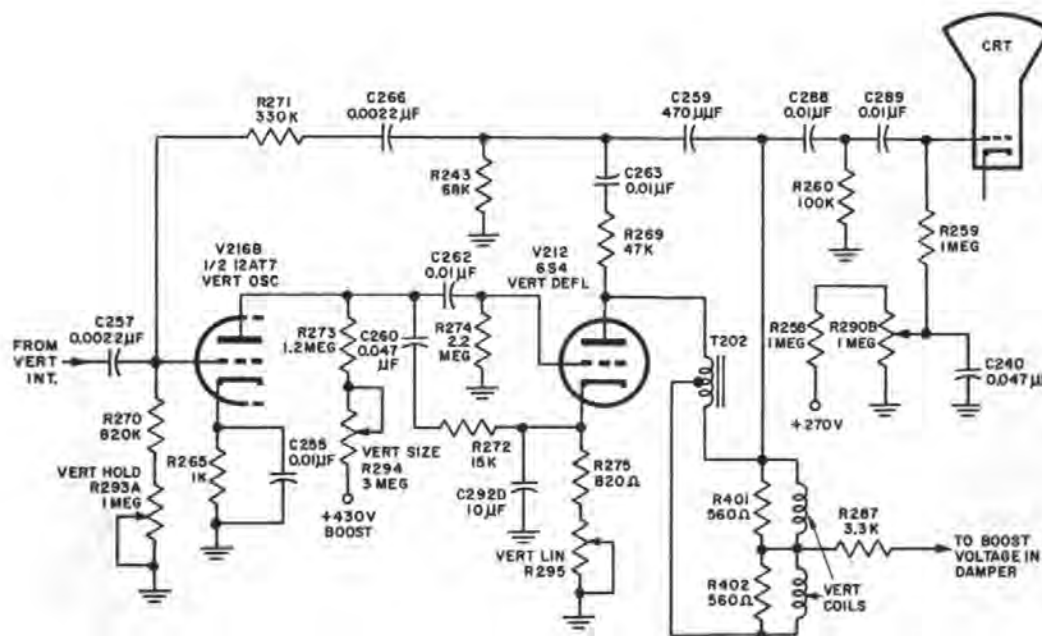 CRT
R271
330K
C266
0.0022µF
C259
470µµF
C288
0.01µF
C289
0.01µF
R243
68K
C263
0.01µF
R260
100K
R269
47K
R259
1MEG
V216B
1/2 12AT7
VERT OSC
C262
0.01µF
V212
6S4
VERT DEFL
C257
0.0022µF
FROM
VERT
INT.
R273
1.2MEG
C260
0.047
µF
R274
2.2
MEG
T202
R258
1MEG
R290B
1 MEG
C240
0.047µ
+270V
R270
820K
VERT HOLD
R293A
1 MEG
R265
1K
C255
0.01µF
VERT SIZE
R294
3 MEG
+430V
BOOST
R272
15K
C292D
10µF
R275
820Ω
VERT LIN
R295
R401
560Ω
R287
3.3K
TO BOOST
VOLTAGE IN
DAMPER
R402
560Ω
VERT
COILS